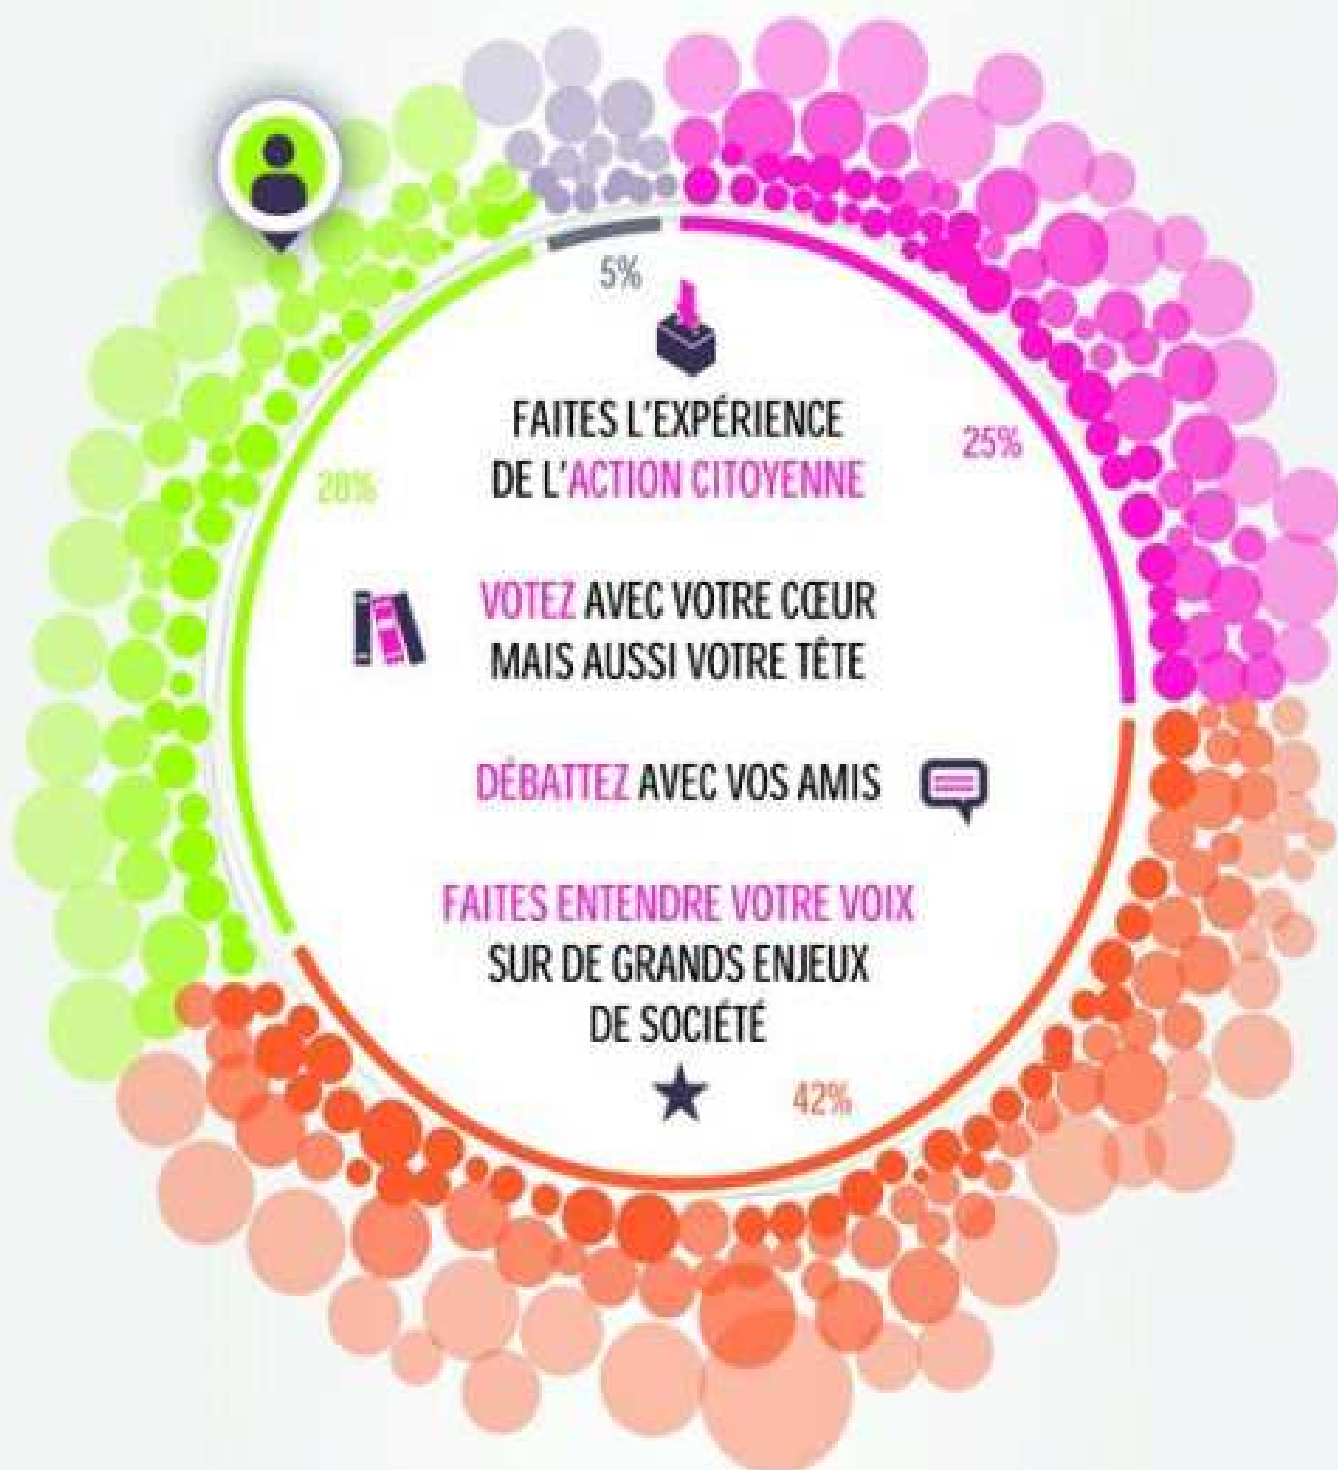 5%
FAITES L'EXPÉRIENCE
DE L'ACTION CITOYENNE
25%
28%
VOTEZ AVEC VOTRE CŒUR
MAIS AUSSI VOTRE TÊTE
DÉBATTEZ AVEC VOS AMIS
FAITES ENTENDRE VOTRE VOIX
SUR DE GRANDS ENJEUX
DE SOCIÉTÉ
42%